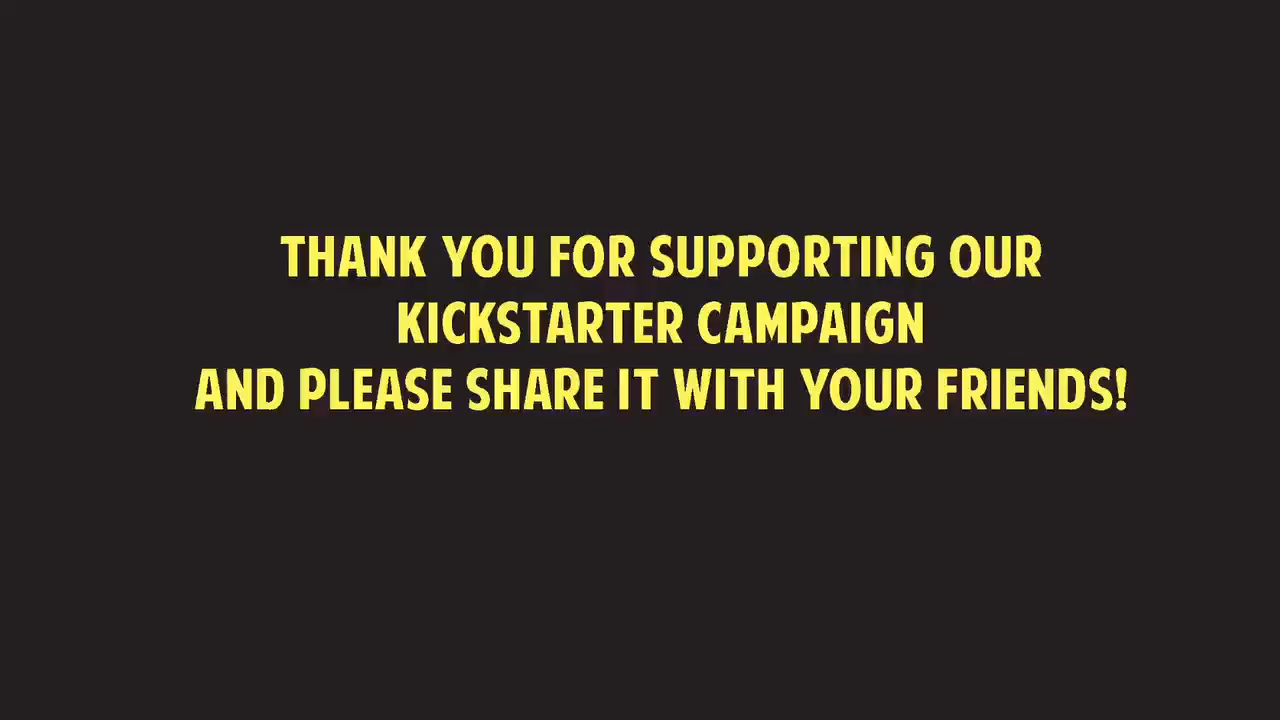 THANK YOU FOR SUPPORTING OUR
KICKSTARTER CAMPAIGN
AND PLEASE SHARE IT WITH YOUR FRIENDS!